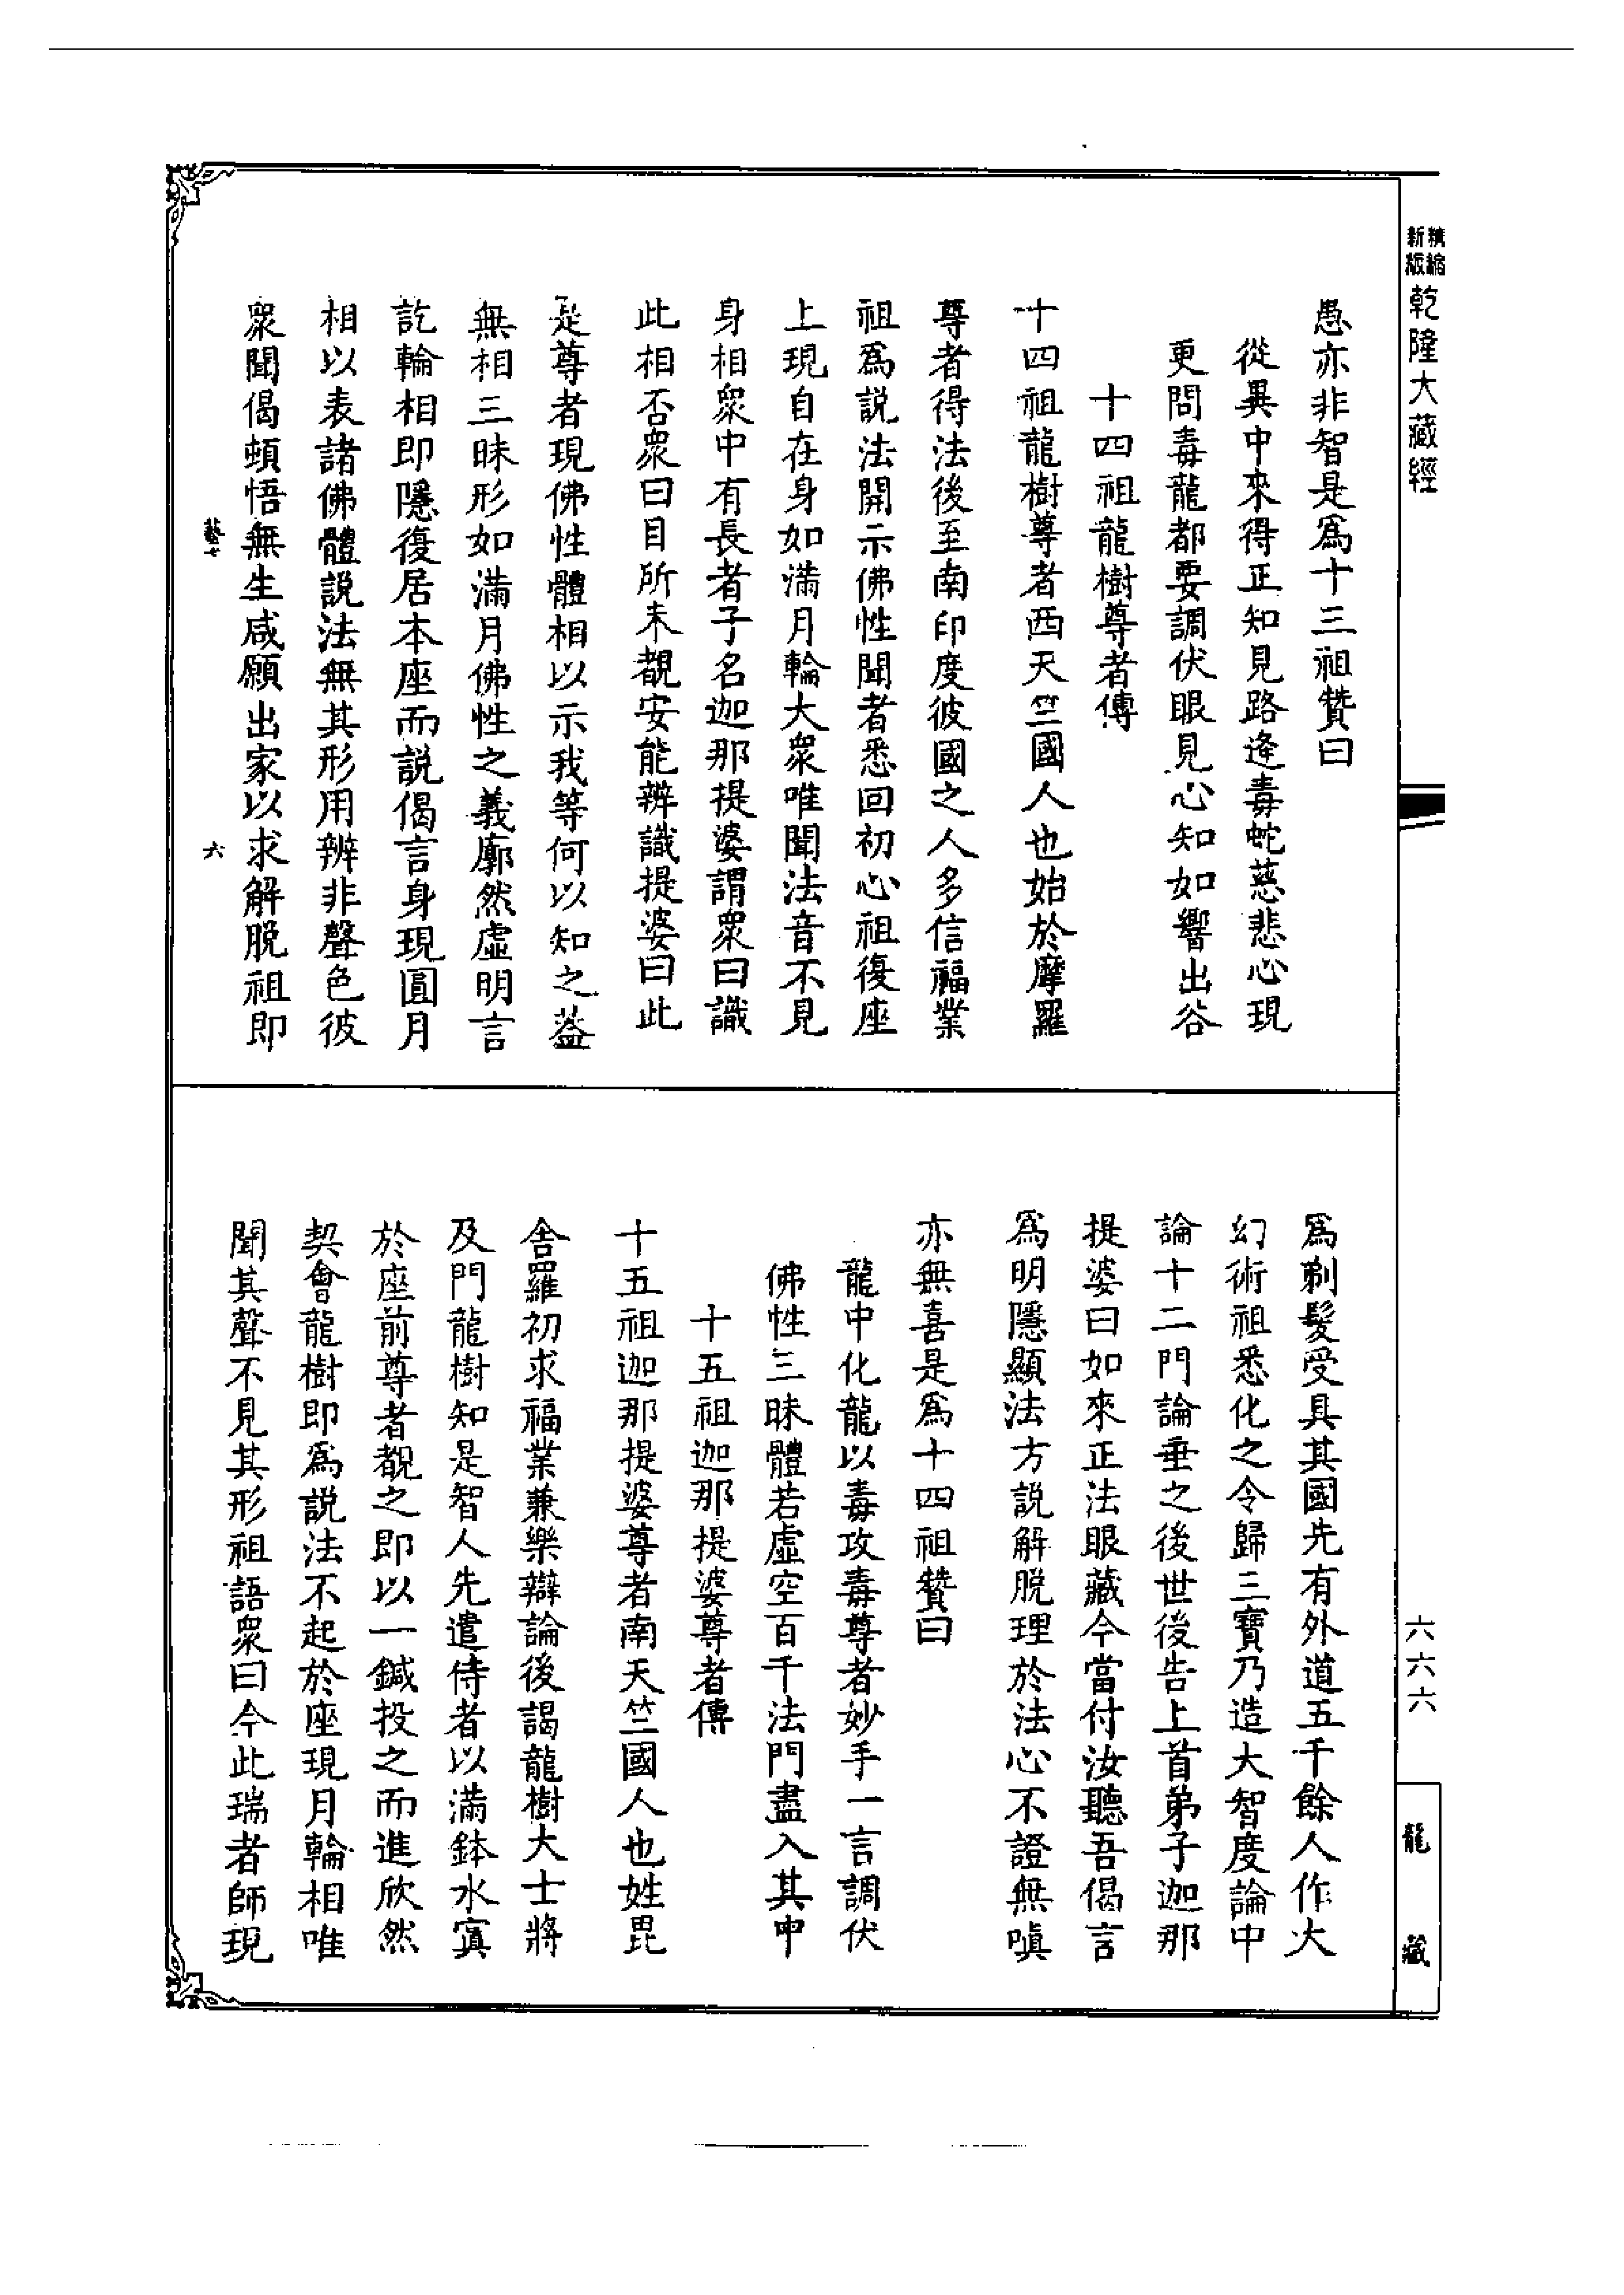 精縮新版乾隆大藏經
愚亦非智是爲十三祖贊曰
從異中來得正知見路逢毒蛇慈悲心現
更問毒龍都要調伏眼見心知如響出谷
十四祖龍樹尊者傳
十四祖龍樹尊者西天竺國人也始於摩羅
尊者得法後至南印度彼國之人多信福業
祖爲説法開示佛性聞者悉回初心祖復座
上現自在身如滿月輪大衆唯聞法音不見
身相衆中有長者子名迦那提婆謂衆曰識
此相否衆曰目所未覩安能辨識提婆曰此
是尊者現佛性體相以示我等何以知之葢
無相三昧形如滿月佛性之義廓然虛明言
訖輪相即隱復居本座而説偈言身現圓月
相以表諸佛體説法無其形用辨非聲色彼
衆聞偈頓悟無生咸願出家以求解脫祖即
藝七 六
爲剃髮受具其國先有外道五千餘人作大
幻術祖悉化之令歸三寶乃造大智度論中
論十二門論垂之後世後告上首弟子迦那
提婆曰如來正法眼藏今當付汝聽吾偈言
爲明隱顯法方説解脫理於法心不證無嗔
亦無喜是爲十四祖贊曰
龍中化龍以毒攻毒尊者妙手一言調伏
佛性三昧體若虛空百千法門盡入其中
十五祖迦那提婆尊者傳
十五祖迦那提婆尊者南天竺國人也姓毘
舍羅初求福業兼樂辯論後謁龍樹大士將
及門龍樹知是智人先遣侍者以滿鉢水寘
於座前尊者覩之即以一鍼投之而進欣然
契會龍樹即爲説法不起於座現月輪相唯
聞其聲不見其形祖語衆曰今此瑞者師現
六六六
龍藏